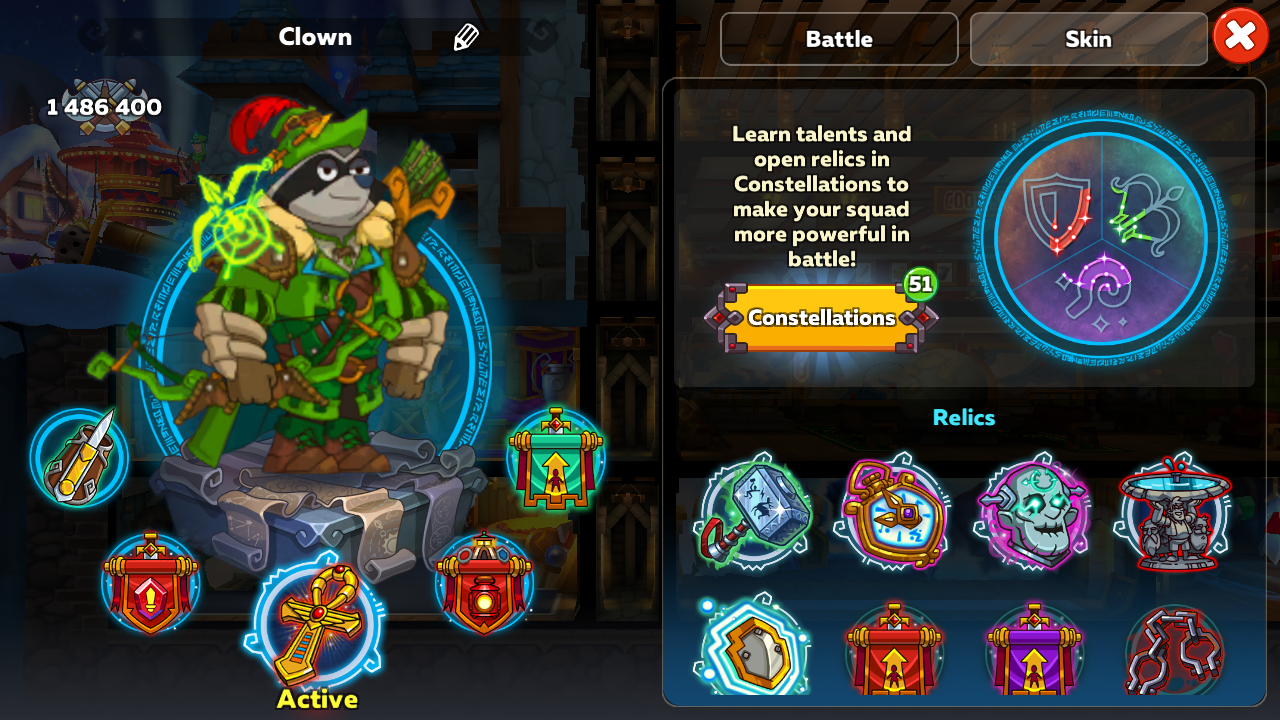 Clown
Battle
Skin
1 486 400
Learn talents and
open relics in
Constellations to
make your squad
more powerful in
battle!
51
Constellations
Relics
Active